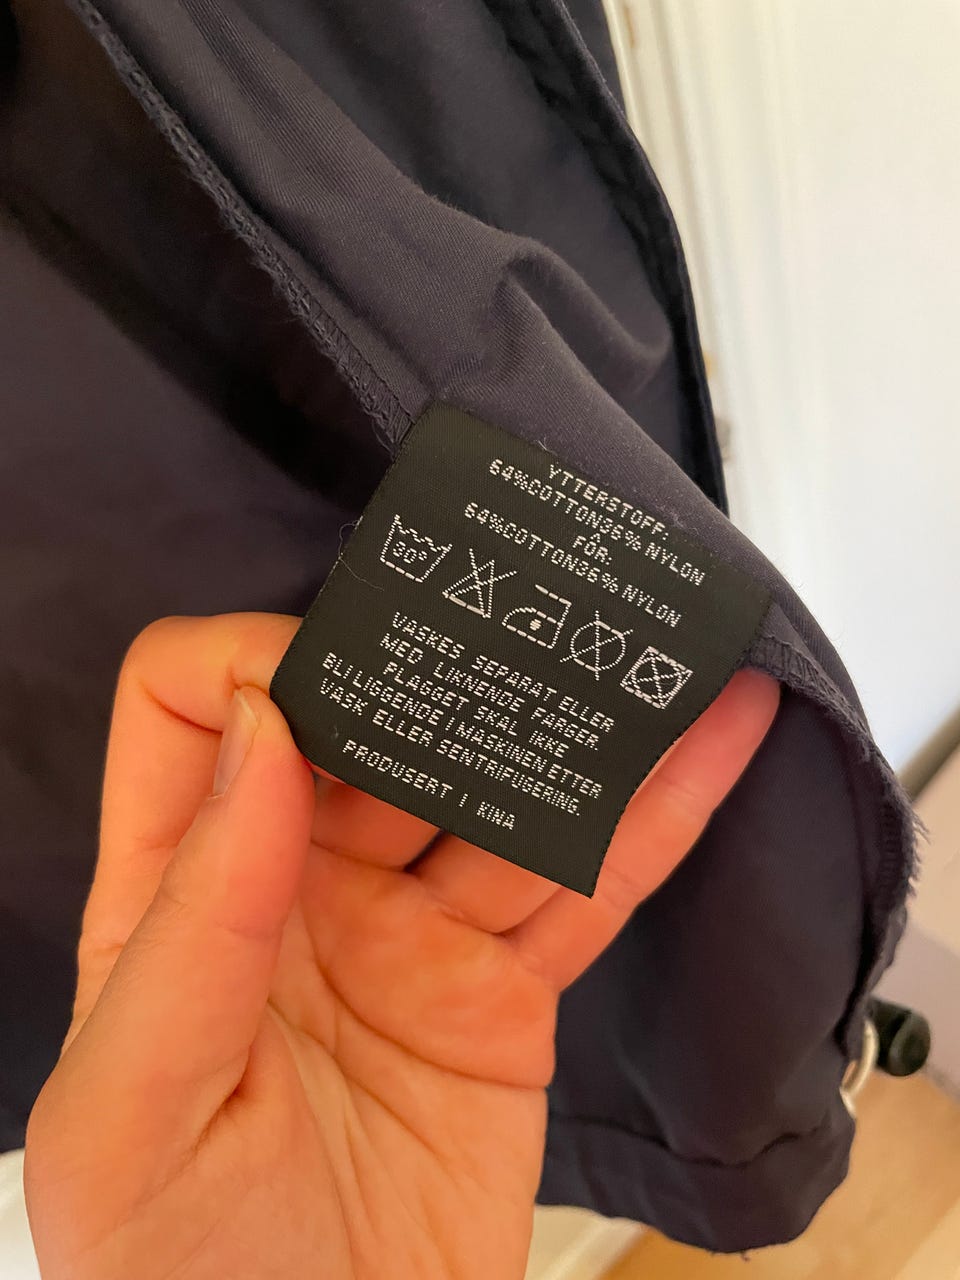 YTTERSTOFF:
64%COTTON36%NYLON
FÔR:
64%COTTON36%NYLON
30°
VASKES SEPARAT ELLER
MED LIKNENDE FARGER.
PLAGGET SKAL IKKE
BLI LIGGENDE I MASKINEN ETTER
VASK ELLER SENTRIFUGERING.
PRODUSERT I KINA